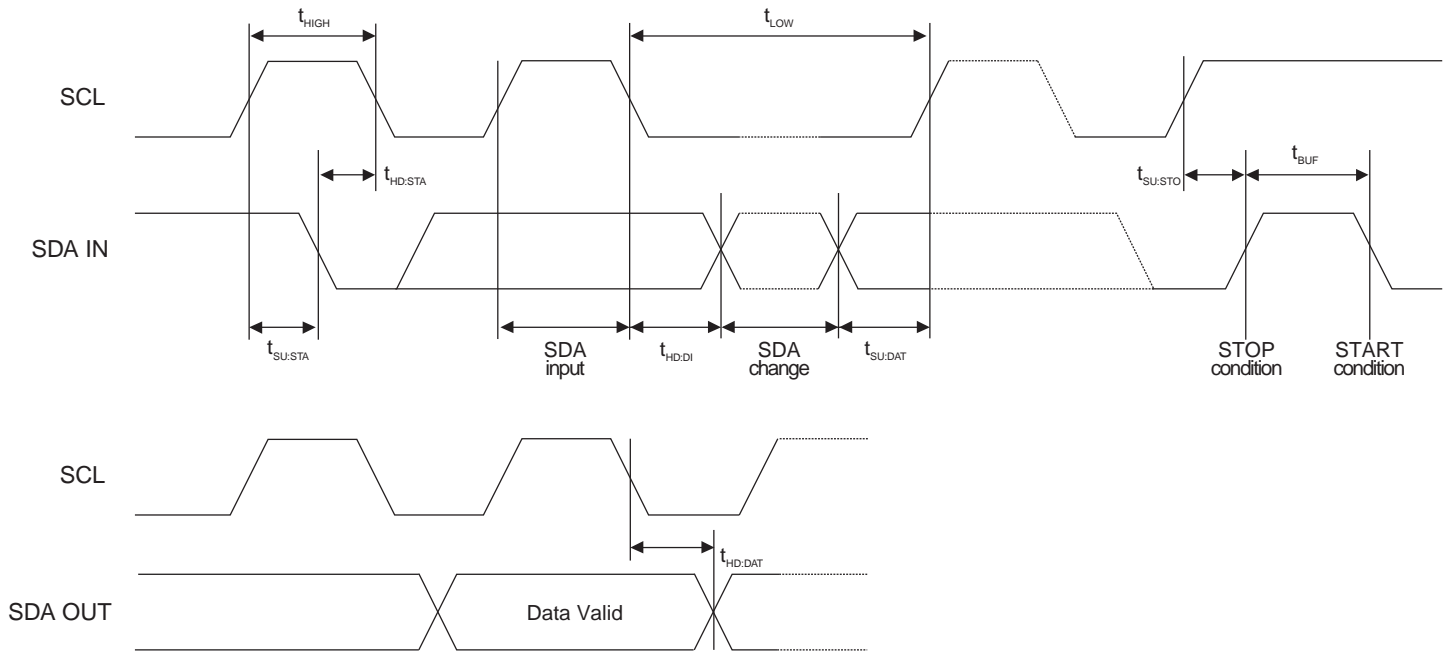 tHIGH
tLOW
SCL
tHD:STA
tSU:STO
tBUF
SDA IN
tSU:STA
SDA
input
tHD:DI
SDA
change
tSU:DAT
STOP
condition
START
condition
SCL
tHD:DAT
SDA OUT
Data Valid